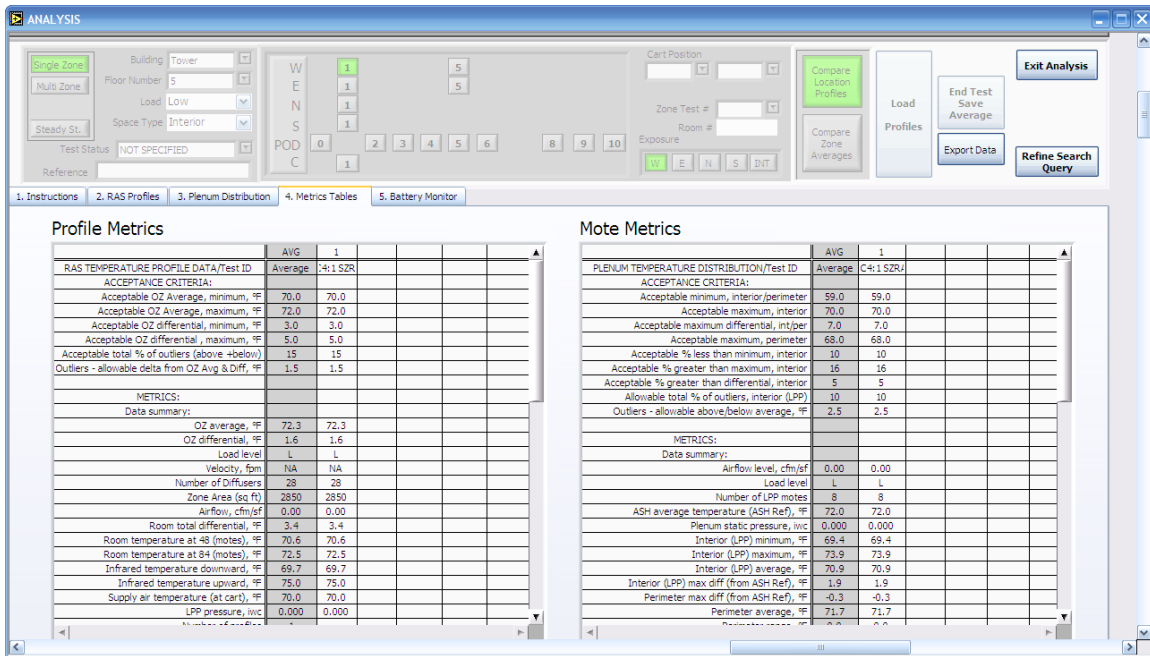 ANALYSIS
Single Zone
Multi Zone
Steady St.
Building Tower
Floor Number 5
Load Low
Space Type Interior
Test Status NOT SPECIFIED
Reference
W 1 5
E 1 5
N 1
S 1
POD 0 2 3 4 5 6 8 9 10
C 1
Cart Position
Zone Test #
Room #
Exposure
W E N S INT
Compare Location Profiles
Compare Zone Averages
Load Profiles
End Test Save Average
Export Data
Exit Analysis
Refine Search Query
1. Instructions 2. RAS Profiles 3. Plenum Distribution 4. Metrics Tables 5. Battery Monitor
Profile Metrics
AVG 1
RAS TEMPERATURE PROFILE DATA/Test ID Average :4:1 SZR
ACCEPTANCE CRITERIA:
Acceptable OZ Average, minimum, °F 70.0 70.0
Acceptable OZ Average, maximum, °F 72.0 72.0
Acceptable OZ differential, minimum, °F 3.0 3.0
Acceptable OZ differential , maximum, °F 5.0 5.0
Acceptable total % of outliers (above +below) 15 15
Outliers - allowable delta from OZ Avg & Diff, °F 1.5 1.5
METRICS:
Data summary:
OZ average, °F 72.3 72.3
OZ differential, °F 1.6 1.6
Load level L L
Velocity, fpm NA NA
Number of Diffusers 28 28
Zone Area (sq ft) 2850 2850
Airflow, cfm/sf 0.00 0.00
Room total differential, °F 3.4 3.4
Room temperature at 48 (motes), °F 70.6 70.6
Room temperature at 84 (motes), °F 72.5 72.5
Infrared temperature downward, °F 69.7 69.7
Infrared temperature upward, °F 75.0 75.0
Supply air temperature (at cart), °F 70.0 70.0
LPP pressure, iwc 0.000 0.000
Number of profiles 1
Mote Metrics
AVG 1
PLENUM TEMPERATURE DISTRIBUTION/Test ID Average C4:1 SZR
ACCEPTANCE CRITERIA:
Acceptable minimum, interior/perimeter 59.0 59.0
Acceptable maximum, interior 70.0 70.0
Acceptable maximum differential, int/per 7.0 7.0
Acceptable maximum, perimeter 68.0 68.0
Acceptable % less than minimum, interior 10 10
Acceptable % greater than maximum, interior 16 16
Acceptable % greater than differential, interior 5 5
Allowable total % of outliers, interior (LPP) 10 10
Outliers - allowable above/below average, °F 2.5 2.5
METRICS:
Data summary:
Airflow level, cfm/sf 0.00 0.00
Load level L L
Number of LPP motes 8 8
ASH average temperature (ASH Ref), °F 72.0 72.0
Plenum static pressure, iwc 0.000 0.000
Interior (LPP) minimum, °F 69.4 69.4
Interior (LPP) maximum, °F 73.9 73.9
Interior (LPP) average, °F 70.9 70.9
Interior (LPP) max diff (from ASH Ref), °F 1.9 1.9
Perimeter max diff (from ASH Ref), °F -0.3 -0.3
Perimeter average, °F 71.7 71.7
Perimeter range, °F 0.0 0.0